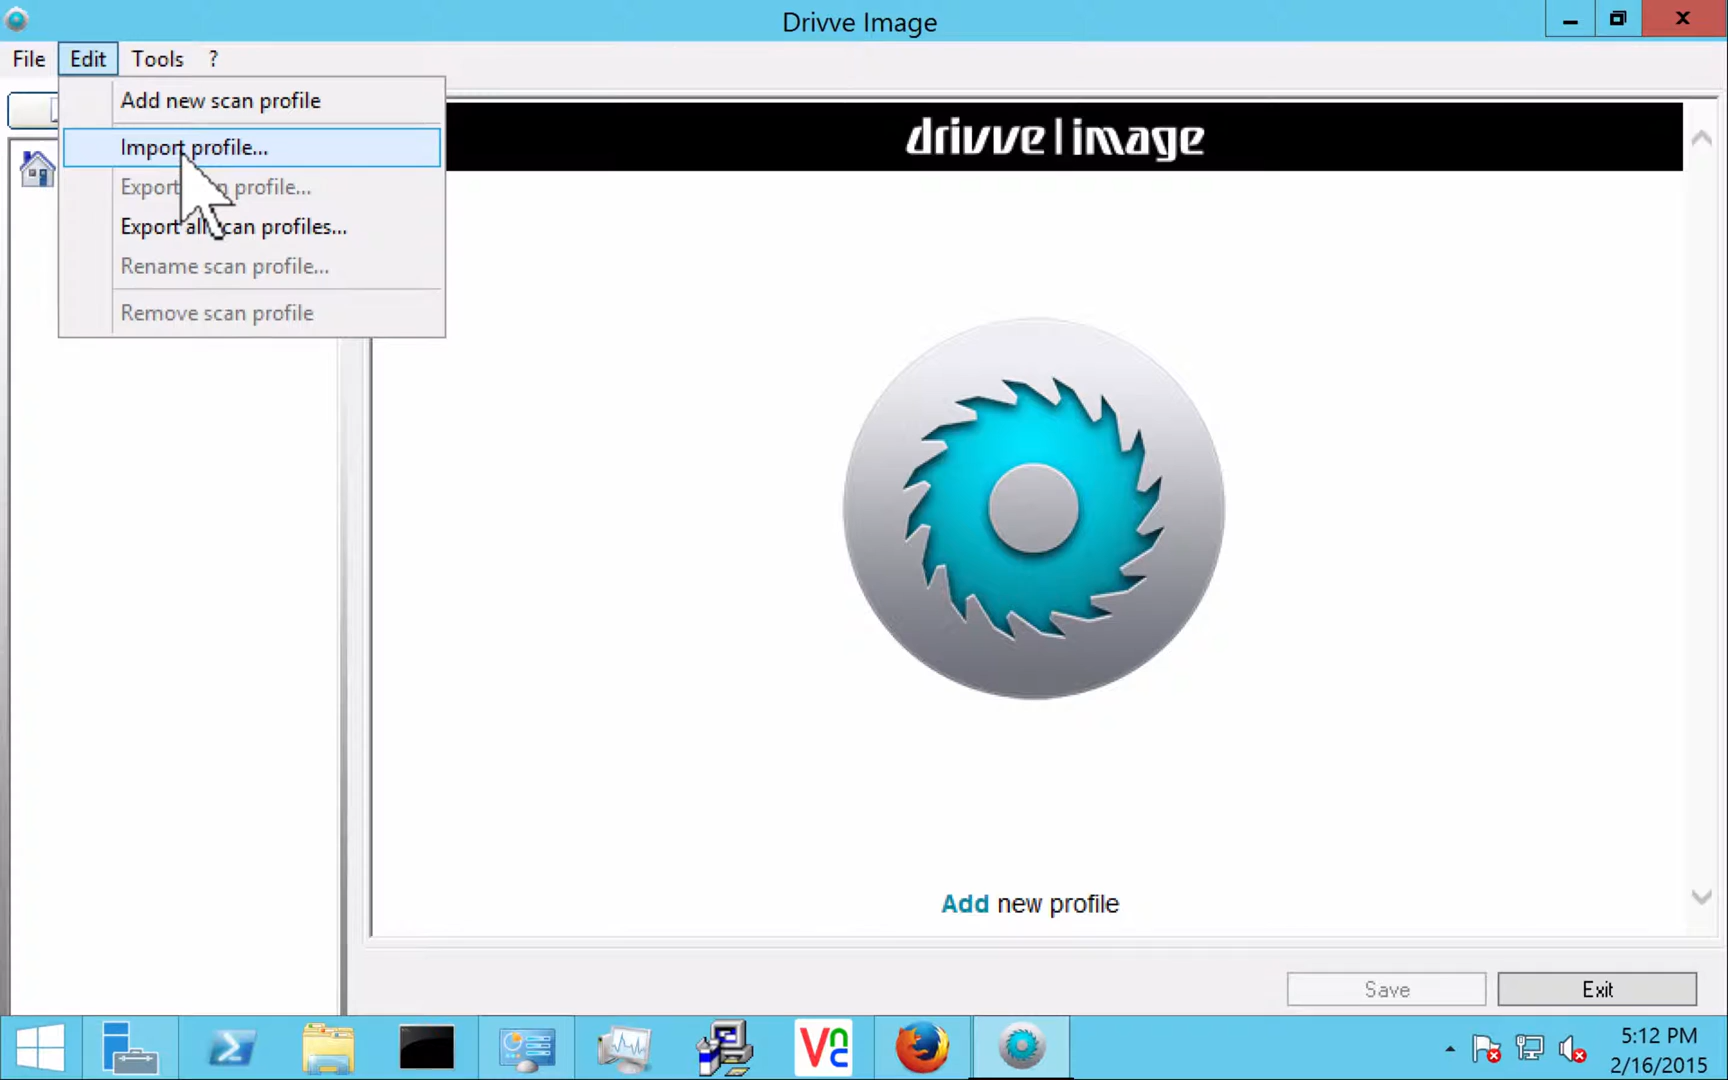 Drivve Image
File Edit Tools ?
Add new scan profile
Import profile...
Export scan profile...
Export all scan profiles...
Rename scan profile...
Remove scan profile
drivve | image
Add new profile
Save Exit
VNC
5:12 PM
2/16/2015